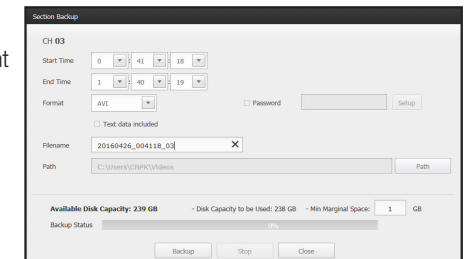 Section Backup
nt
CH 03
Start Time 0 : 41 : 18
End Time 1 : 40 : 19
Format AVI Password Setup
Text data included
Filename 20160426_004118_03 X
Path C:\Users\CNPK\Videos Path
Available Disk Capacity: 239 GB - Disk Capacity to be Used: 238 GB - Min Marginal Space: 1 GB
Backup Status 0%
Backup Stop Close